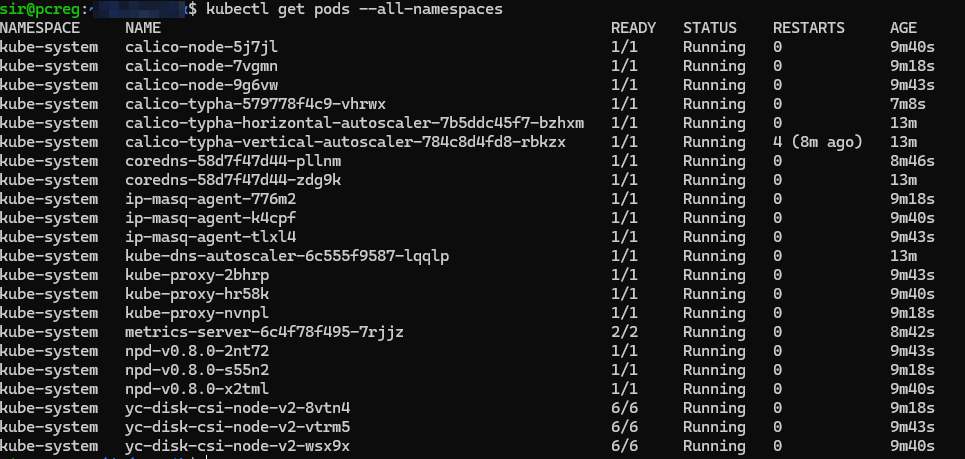 sir@pcreg:~ $ kubectl get pods --all-namespaces
NAMESPACE NAME READY STATUS RESTARTS AGE
kube-system calico-node-5j7jl 1/1 Running 0 9m40s
kube-system calico-node-7vgmn 1/1 Running 0 9m18s
kube-system calico-node-9g6vw 1/1 Running 0 9m43s
kube-system calico-typha-579778f4c9-vhrwx 1/1 Running 0 7m8s
kube-system calico-typha-horizontal-autoscaler-7b5ddc45f7-bzhxm 1/1 Running 0 13m
kube-system calico-typha-vertical-autoscaler-784c8d4fd8-rbkzx 1/1 Running 4 (8m ago) 13m
kube-system coredns-58d7f47d44-pllnm 1/1 Running 0 8m46s
kube-system coredns-58d7f47d44-zdg9k 1/1 Running 0 13m
kube-system ip-masq-agent-776m2 1/1 Running 0 9m18s
kube-system ip-masq-agent-k4cpf 1/1 Running 0 9m40s
kube-system ip-masq-agent-tlxl4 1/1 Running 0 9m43s
kube-system kube-dns-autoscaler-6c555f9587-lqqlp 1/1 Running 0 13m
kube-system kube-proxy-2bhrp 1/1 Running 0 9m43s
kube-system kube-proxy-hr58k 1/1 Running 0 9m40s
kube-system kube-proxy-nvnpl 1/1 Running 0 9m18s
kube-system metrics-server-6c4f78f495-7rjjz 2/2 Running 0 8m42s
kube-system npd-v0.8.0-2nt72 1/1 Running 0 9m43s
kube-system npd-v0.8.0-s55n2 1/1 Running 0 9m18s
kube-system npd-v0.8.0-x2tml 1/1 Running 0 9m40s
kube-system yc-disk-csi-node-v2-8vtn4 6/6 Running 0 9m18s
kube-system yc-disk-csi-node-v2-vtrm5 6/6 Running 0 9m43s
kube-system yc-disk-csi-node-v2-wsx9x 6/6 Running 0 9m40s